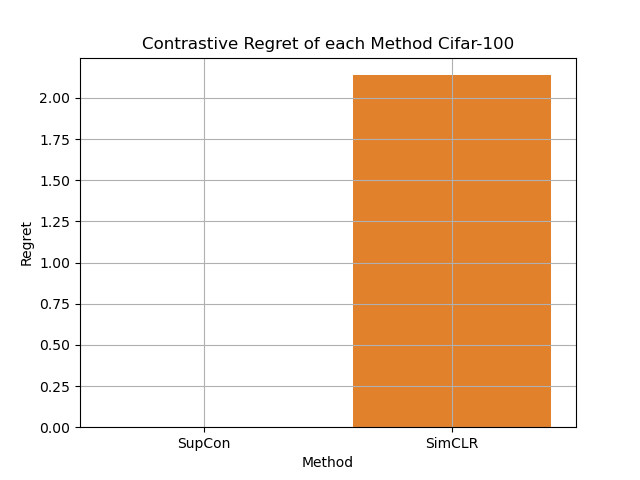 Contrastive Regret of each Method Cifar-100
2.00
1.75
1.50
1.25
1.00
0.75
0.50
0.25
0.00
Regret
SupCon
SimCLR
Method